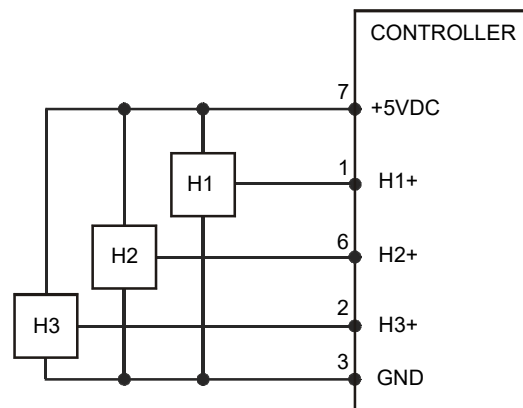 CONTROLLER
7
+5VDC
H1
1
H1+
H2
6
H2+
H3
2
H3+
3
GND